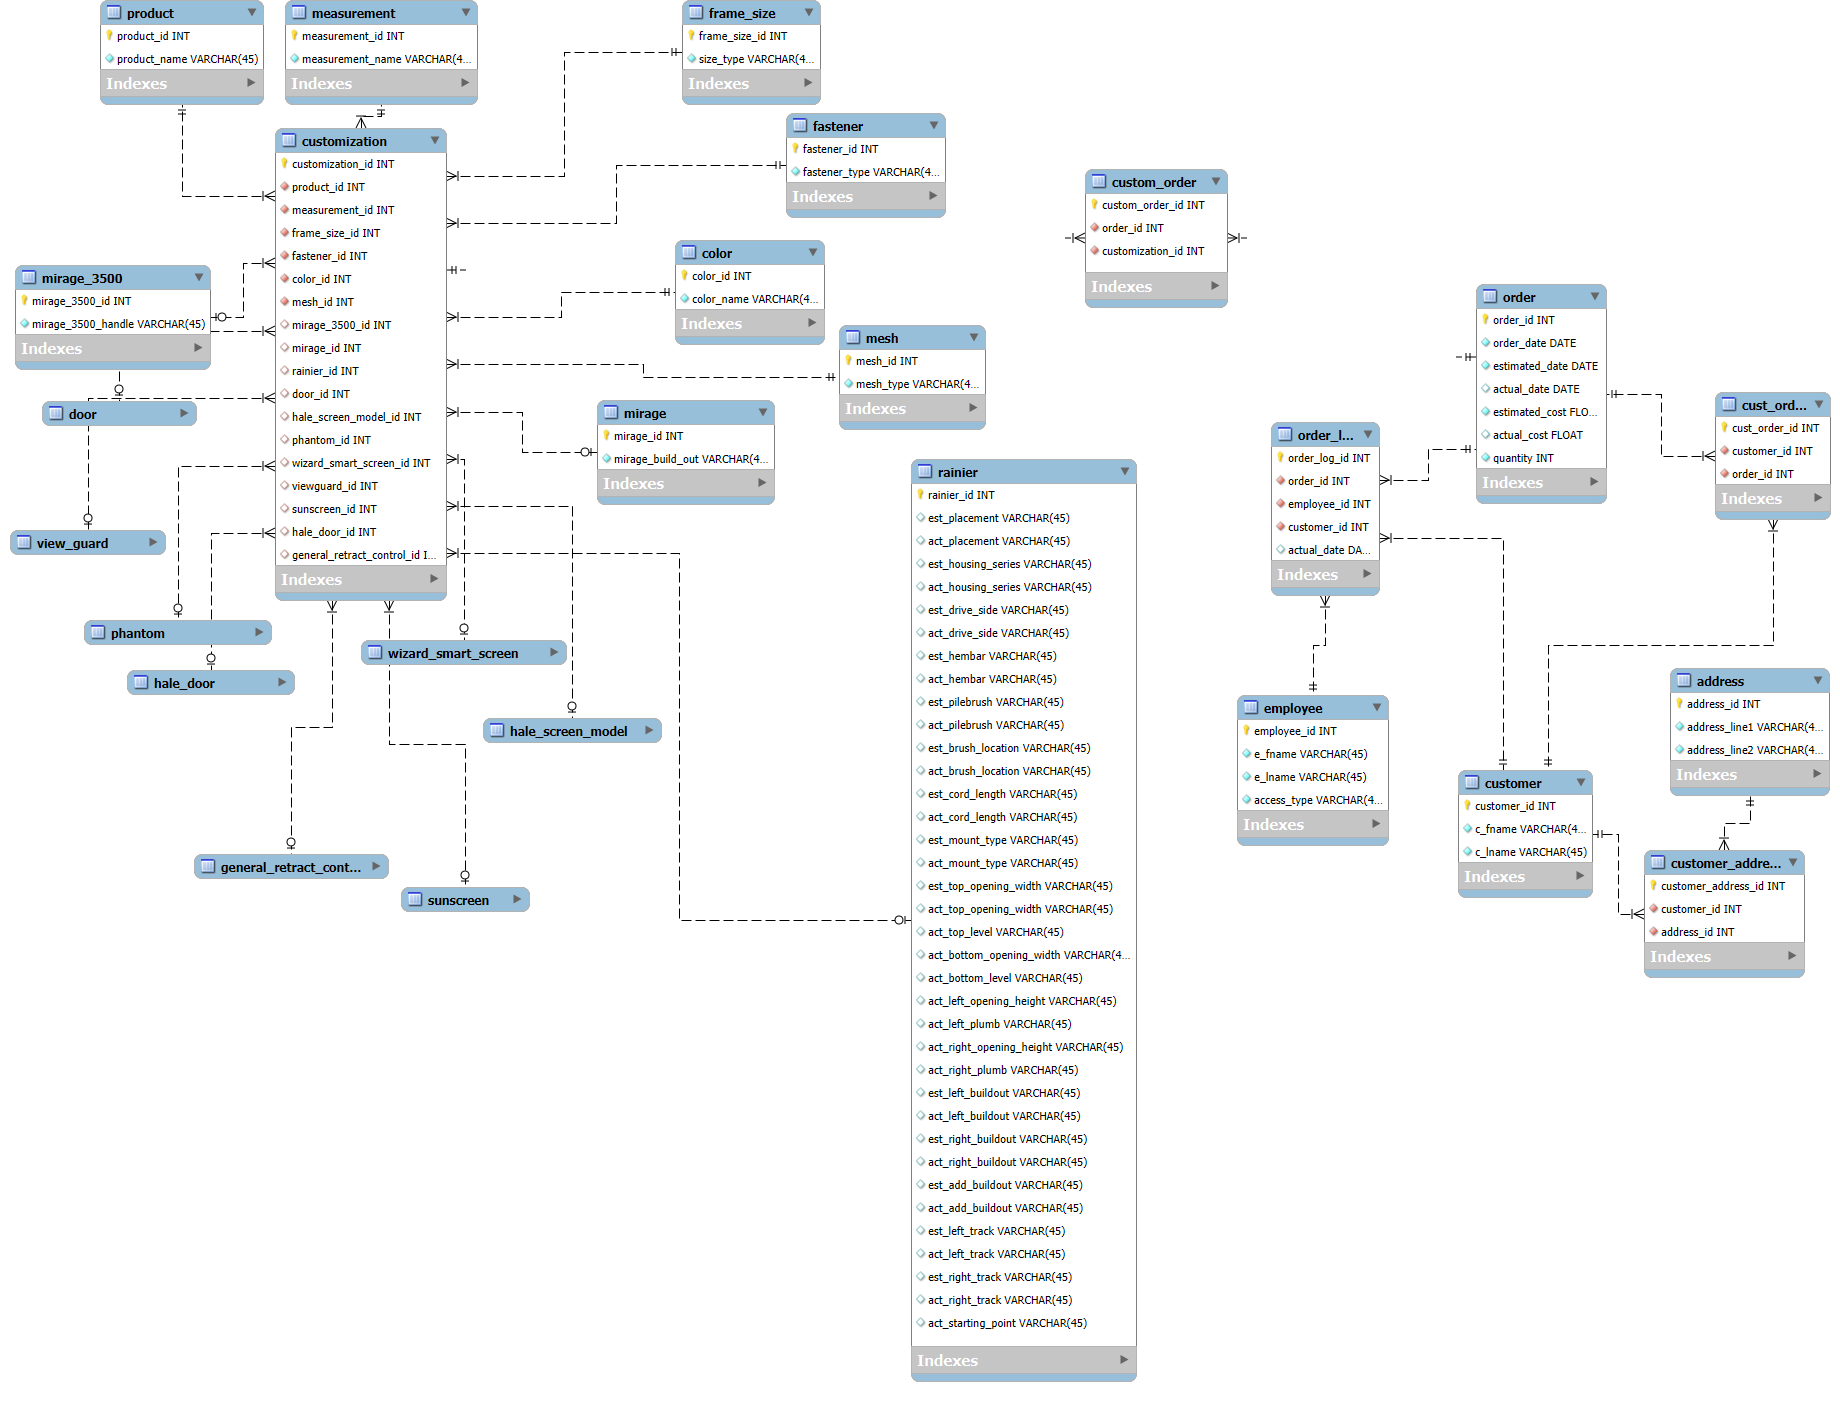 product
product_id INT
product_name VARCHAR(45)
Indexes
measurement
measurement_id INT
measurement_name VARCHAR(4...
Indexes
frame_size
frame_size_id INT
size_type VARCHAR(4...
Indexes
fastener
fastener_id INT
fastener_type VARCHAR(4...
Indexes
customization
customization_id INT
product_id INT
measurement_id INT
frame_size_id INT
fastener_id INT
color_id INT
mesh_id INT
mirage_3500_id INT
mirage_id INT
rainier_id INT
door_id INT
hale_screen_model_id INT
phantom_id INT
wizard_smart_screen_id INT
viewguard_id INT
sunscreen_id INT
hale_door_id INT
general_retract_control_id I...
Indexes
custom_order
custom_order_id INT
order_id INT
customization_id INT
Indexes
color
color_id INT
color_name VARCHAR(4...
Indexes
mirage_3500
mirage_3500_id INT
mirage_3500_handle VARCHAR(45)
Indexes
mesh
mesh_id INT
mesh_type VARCHAR(4...
Indexes
order
order_id INT
order_date DATE
estimated_date DATE
actual_date DATE
estimated_cost FLO...
actual_cost FLOAT
quantity INT
Indexes
cust_ord...
cust_order_id INT
customer_id INT
order_id INT
Indexes
door
mirage
mirage_id INT
mirage_build_out VARCHAR(4...
Indexes
order_l...
order_log_id INT
order_id INT
employee_id INT
customer_id INT
actual_date DA...
Indexes
view_guard
rainier
rainier_id INT
est_placement VARCHAR(45)
act_placement VARCHAR(45)
est_housing_series VARCHAR(45)
act_housing_series VARCHAR(45)
est_drive_side VARCHAR(45)
act_drive_side VARCHAR(45)
est_hembar VARCHAR(45)
act_hembar VARCHAR(45)
est_pilebrush VARCHAR(45)
act_pilebrush VARCHAR(45)
est_brush_location VARCHAR(45)
act_brush_location VARCHAR(45)
est_cord_length VARCHAR(45)
act_cord_length VARCHAR(45)
est_mount_type VARCHAR(45)
act_mount_type VARCHAR(45)
est_top_opening_width VARCHAR(45)
act_top_opening_width VARCHAR(45)
act_top_level VARCHAR(45)
act_bottom_opening_width VARCHAR(4...
act_bottom_level VARCHAR(45)
act_left_opening_height VARCHAR(45)
act_left_plumb VARCHAR(45)
act_right_opening_height VARCHAR(45)
act_right_plumb VARCHAR(45)
est_left_buildout VARCHAR(45)
act_left_buildout VARCHAR(45)
est_right_buildout VARCHAR(45)
act_right_buildout VARCHAR(45)
est_add_buildout VARCHAR(45)
act_add_buildout VARCHAR(45)
est_left_track VARCHAR(45)
act_left_track VARCHAR(45)
est_right_track VARCHAR(45)
act_right_track VARCHAR(45)
act_starting_point VARCHAR(45)
Indexes
phantom
wizard_smart_screen
hale_door
hale_screen_model
general_retract_cont...
sunscreen
employee
employee_id INT
e_fname VARCHAR(45)
e_lname VARCHAR(45)
access_type VARCHAR(4...
Indexes
address
address_id INT
address_line1 VARCHAR(4...
address_line2 VARCHAR(4...
Indexes
customer
customer_id INT
c_fname VARCHAR(4...
c_lname VARCHAR(45)
Indexes
customer_addre...
customer_address_id INT
customer_id INT
address_id INT
Indexes